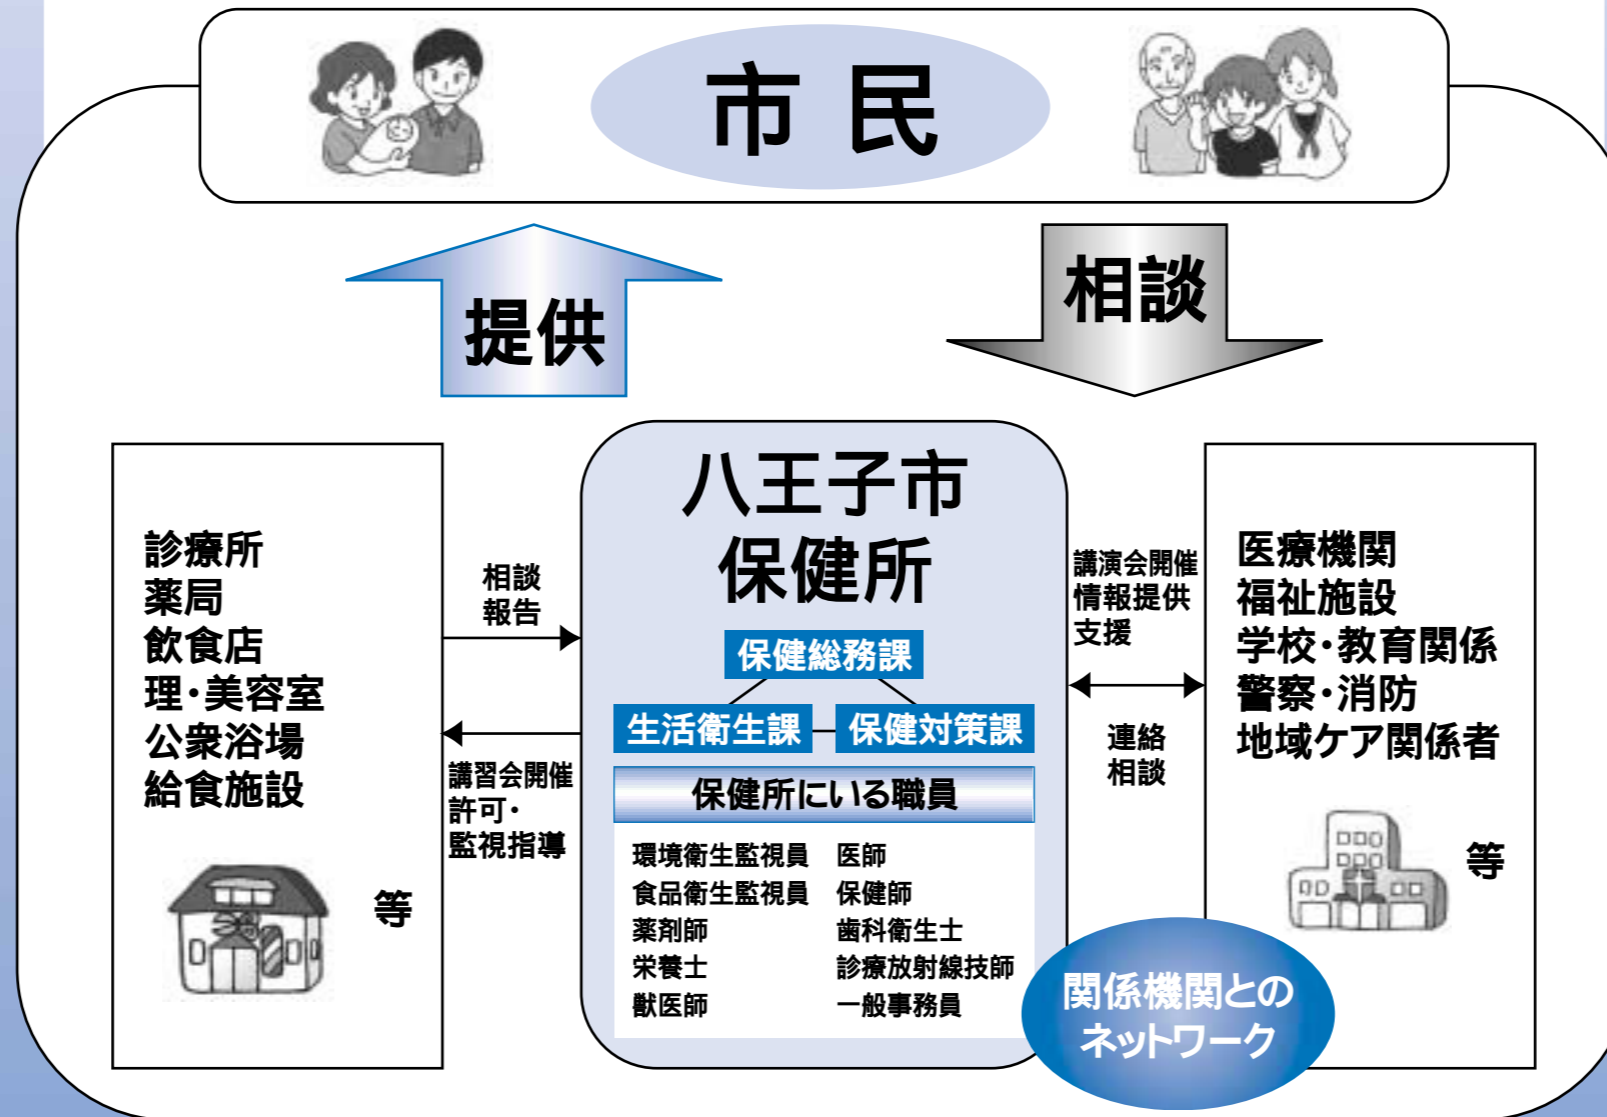 市民
提供
相談
診療所
薬局
飲食店
理・美容室
公衆浴場
給食施設
等
相談
報告
講習会開催
許可・
監視指導
八王子市
保健所
保健総務課
生活衛生課
保健対策課
保健所にいる職員
環境衛生監視員 医師
食品衛生監視員 保健師
薬剤師 歯科衛生士
栄養士 診療放射線技師
獣医師 一般事務員
講演会開催
情報提供
支援
連絡
相談
医療機関
福祉施設
学校・教育関係
警察・消防
地域ケア関係者
等
関係機関との
ネットワーク